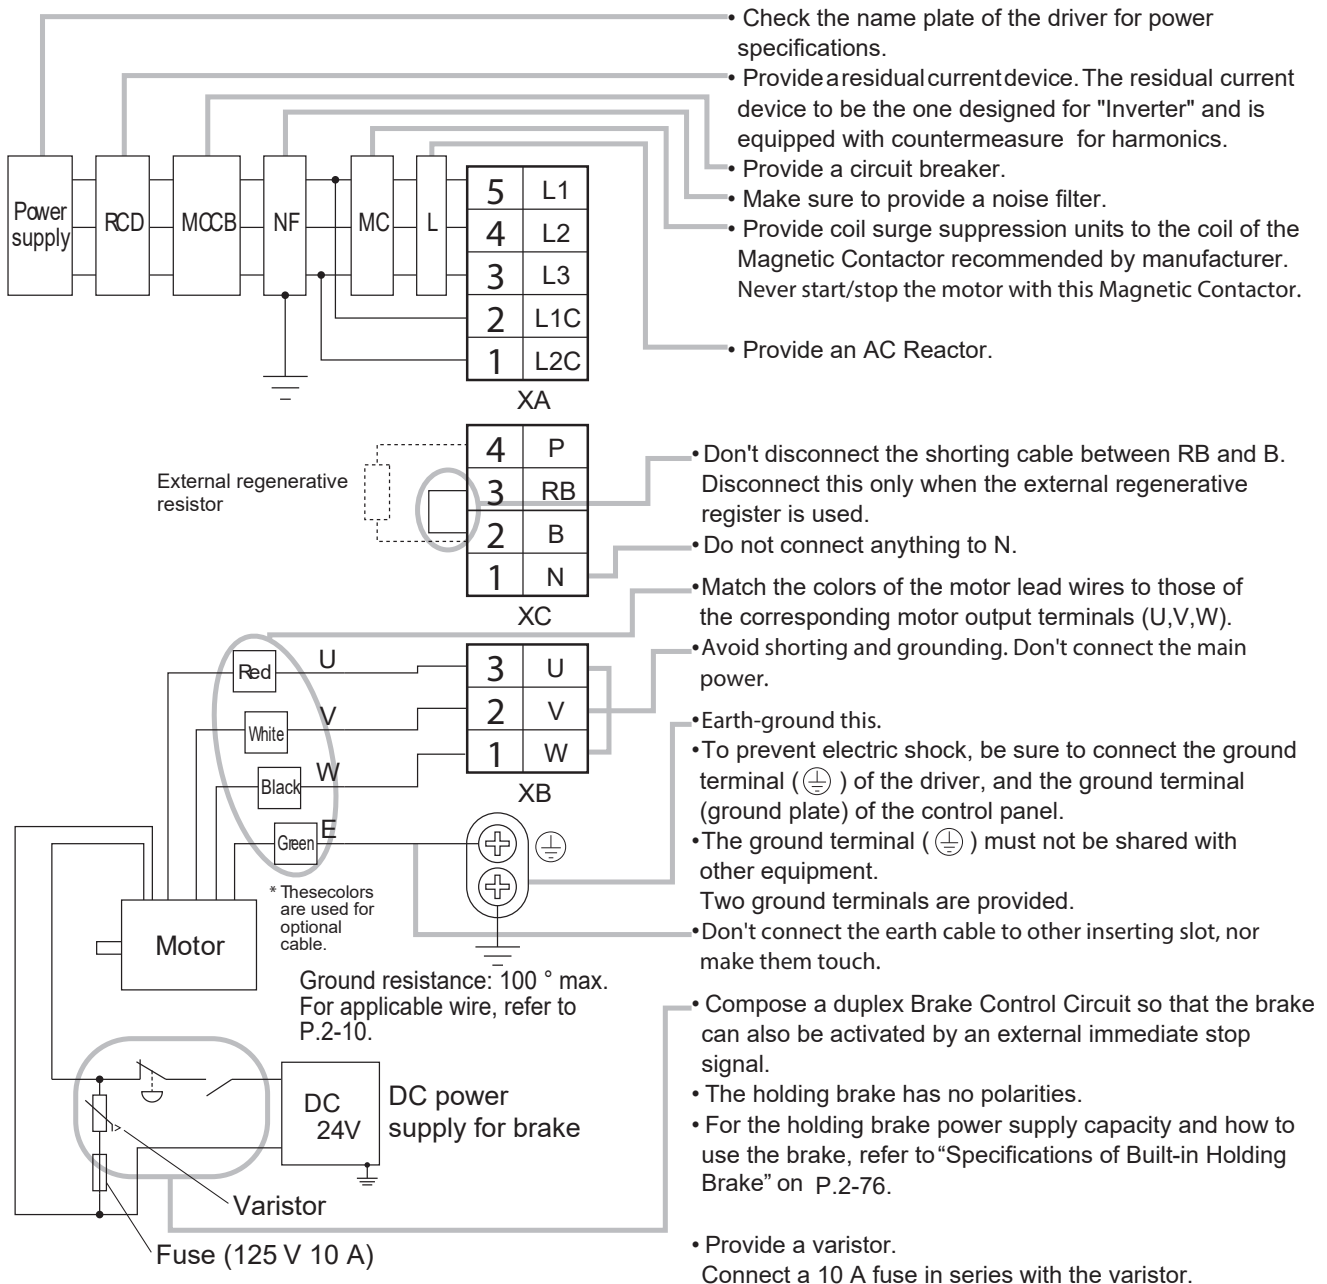 • Check the name plate of the driver for power
specifications.
• Provide a residual current device. The residual current
device to be the one designed for "Inverter" and is
equipped with countermeasure for harmonics.
• Provide a circuit breaker.
• Make sure to provide a noise filter.
• Provide coil surge suppression units to the coil of the
Magnetic Contactor recommended by manufacturer.
Never start/stop the motor with this Magnetic Contactor.
• Provide an AC Reactor.
Power
supply
RCD
MCCB
NF
MC
L
5 L1
4 L2
3 L3
2 L1C
1 L2C
XA
External regenerative
resistor
4 P
3 RB
2 B
1 N
XC
• Don't disconnect the shorting cable between RB and B.
Disconnect this only when the external regenerative
register is used.
• Do not connect anything to N.
• Match the colors of the motor lead wires to those of
the corresponding motor output terminals (U,V,W).
• Avoid shorting and grounding. Don't connect the main
power.
Red U
White V
Black W
Green E
3 U
2 V
1 W
XB
* Thesecolors
are used for
optional
cable.
Motor
Ground resistance: 100 ° max.
For applicable wire, refer to
P.2-10.
• Earth-ground this.
• To prevent electric shock, be sure to connect the ground
terminal ( ⏚ ) of the driver, and the ground terminal
(ground plate) of the control panel.
• The ground terminal ( ⏚ ) must not be shared with
other equipment.
Two ground terminals are provided.
• Don't connect the earth cable to other inserting slot, nor
make them touch.
DC
24V
DC power
supply for brake
Varistor
Fuse (125 V 10 A)
• Compose a duplex Brake Control Circuit so that the brake
can also be activated by an external immediate stop
signal.
• The holding brake has no polarities.
• For the holding brake power supply capacity and how to
use the brake, refer to “Specifications of Built-in Holding
Brake” on P.2-76.
• Provide a varistor.
Connect a 10 A fuse in series with the varistor.